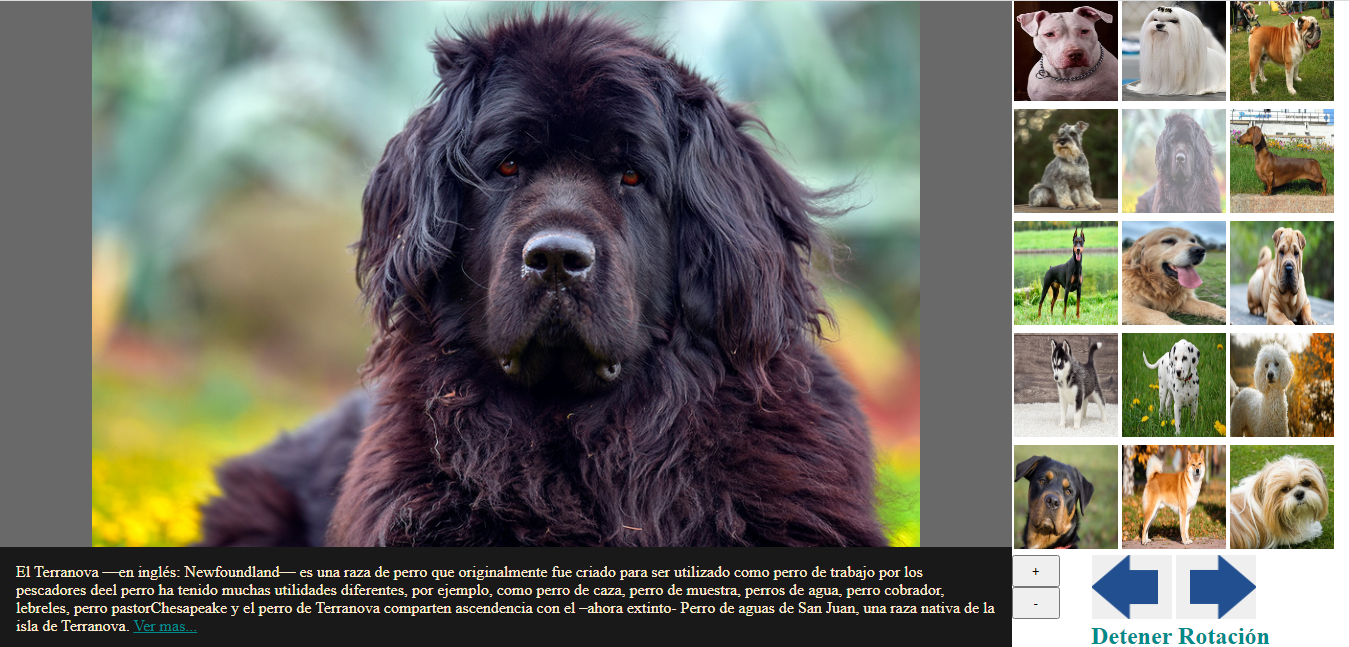 El Terranova —en inglés: Newfoundland— es una raza de perro que originalmente fue criado para ser utilizado como perro de trabajo por los
pescadores deel perro ha tenido muchas utilidades diferentes, por ejemplo, como perro de caza, perro de muestra, perros de agua, perro cobrador,
lebreles, perro pastorChesapeake y el perro de Terranova comparten ascendencia con el –ahora extinto- Perro de aguas de San Juan, una raza nativa de la
isla de Terranova. Ver mas...
+
-
Detener Rotación